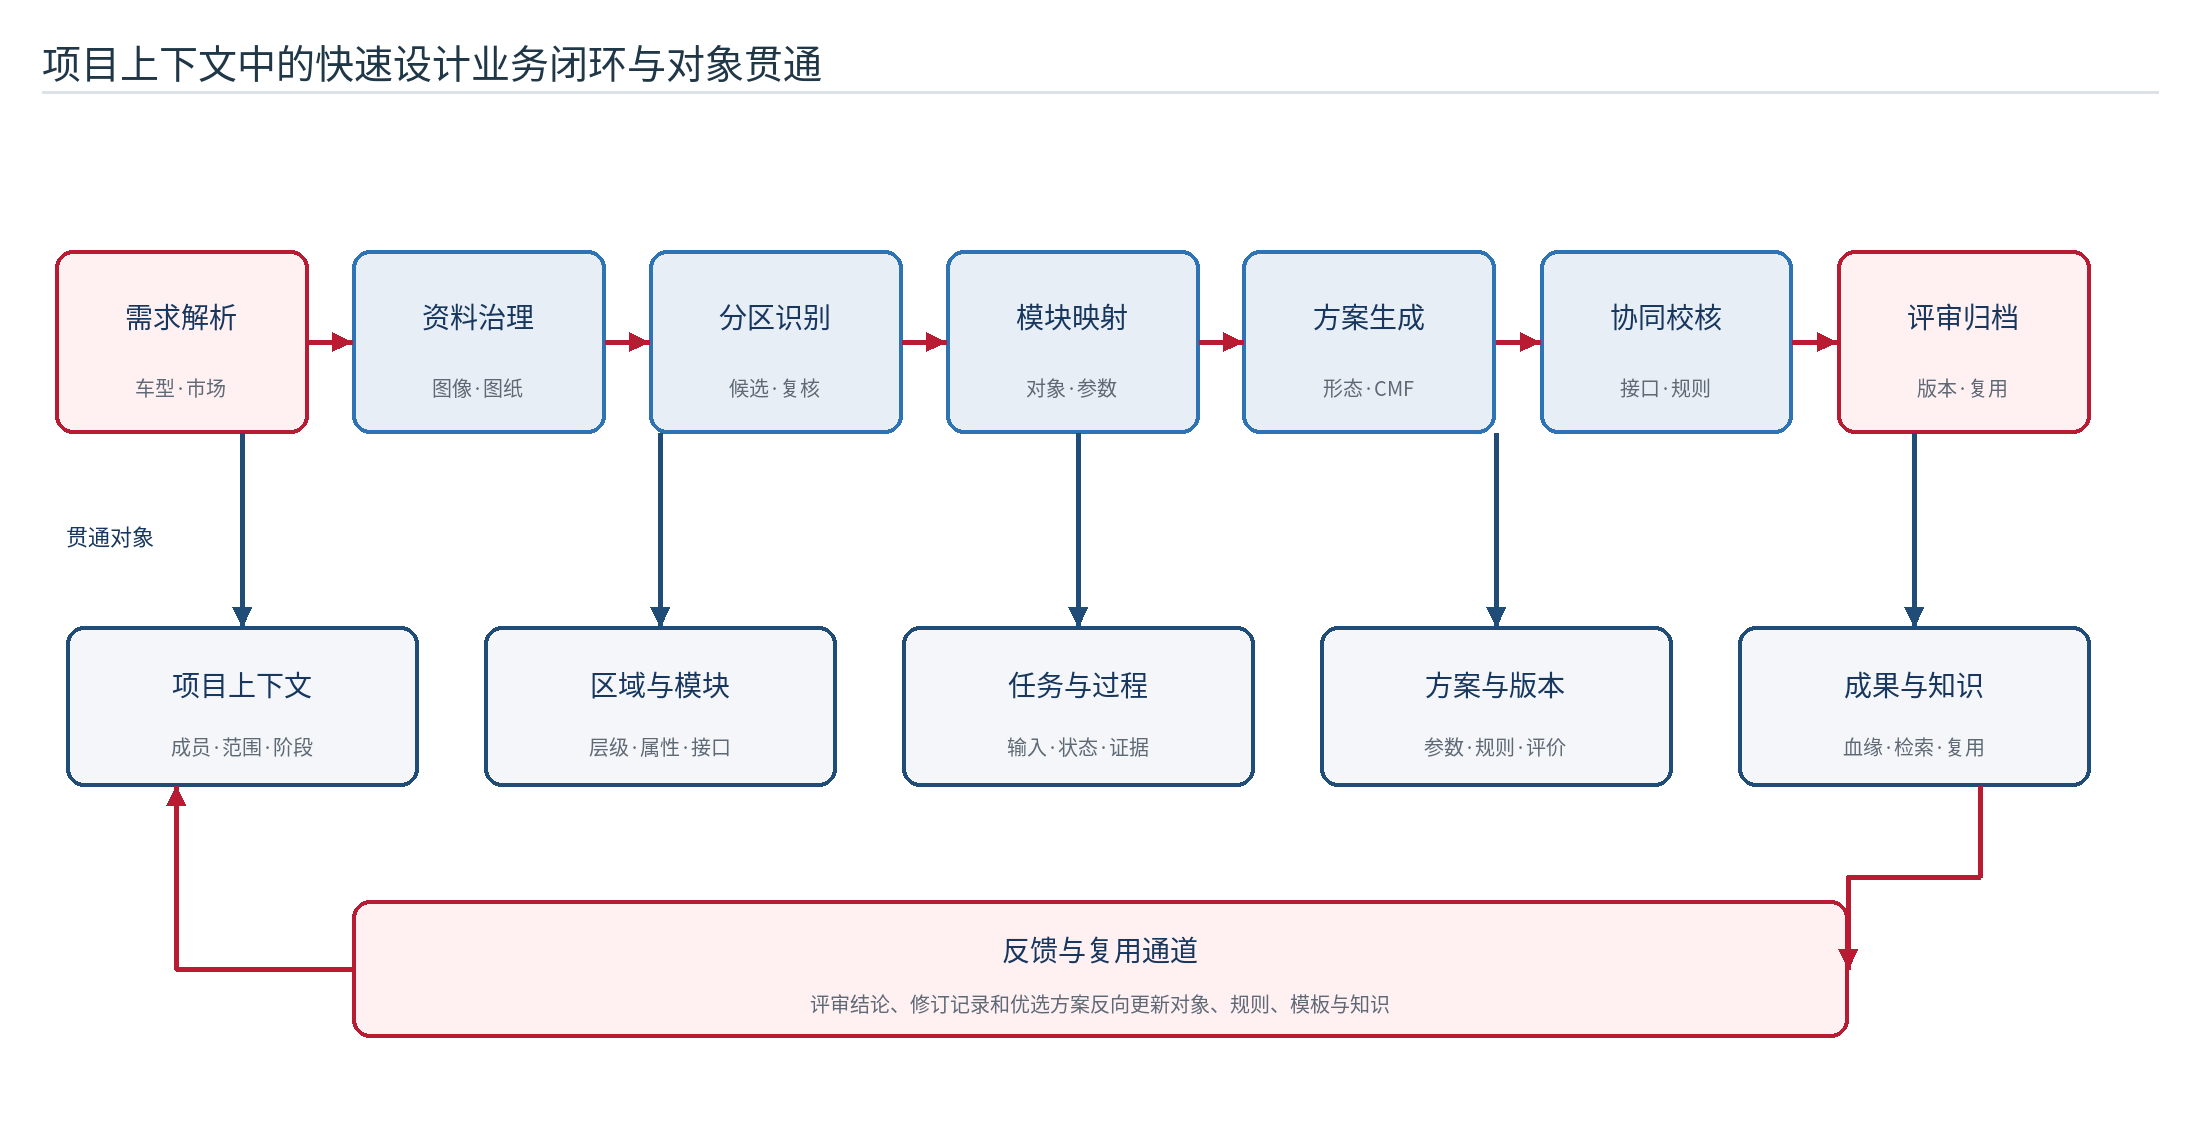 项目上下文中的快速设计业务闭环与对象贯通
需求解析
车型·市场
资料治理
图像·图纸
分区识别
候选·复核
模块映射
对象·参数
方案生成
形态·CMF
协同校核
接口·规则
评审归档
版本·复用
贯通对象
项目上下文
成员·范围·阶段
区域与模块
层级·属性·接口
任务与过程
输入·状态·证据
方案与版本
参数·规则·评价
成果与知识
血缘·检索·复用
反馈与复用通道
评审结论、修订记录和优选方案反向更新对象、规则、模板与知识